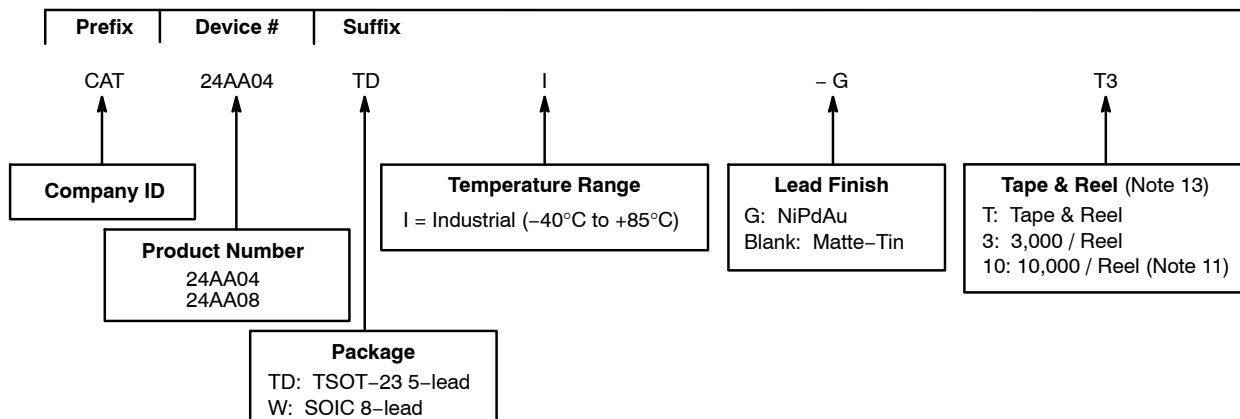 Prefix Device # Suffix
CAT 24AA04 TD I – G T3
Company ID
Product Number
24AA04
24AA08
Package
TD: TSOT–23 5–lead
W: SOIC 8–lead
Temperature Range
I = Industrial (–40°C to +85°C)
Lead Finish
G: NiPdAu
Blank: Matte–Tin
Tape & Reel (Note 13)
T: Tape & Reel
3: 3,000 / Reel
10: 10,000 / Reel (Note 11)